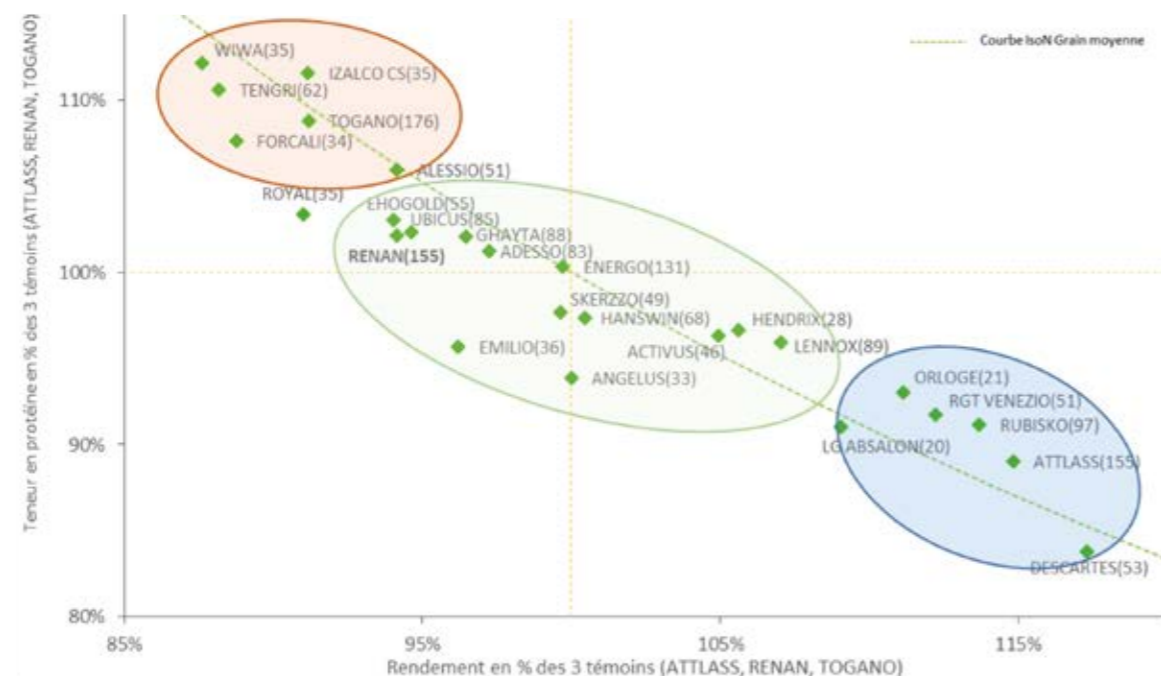 Teneur en protéine en % des 3 témoins (ATTLASS, RENAN, TOGANO)
Courbe IsoN Grain moyenne
WIWA(35)
IZALCO CS(35)
TENGRI(62)
110%
TOGANO(176)
FORCALI(34)
ALESSIO(51)
ROYAL(35)
EHOGOLD(55)
UBICUS(85)
GHAYTA(88)
RENAN(155)
ADESSO(83)
ENERGO(131)
100%
SKERZZO(49)
HANSWIN(68)
HENDRIX(28)
EMILIO(36)
ACTIVUS(46)
LENNOX(89)
ANGELUS(33)
ORLOGE(21)
RGT VENEZIO(51)
RUBISKO(97)
90%
LG ABSALON(20)
ATTLASS(155)
DESCARTES(53)
80%
85%
95%
105%
115%
Rendement en % des 3 témoins (ATTLASS, RENAN, TOGANO)